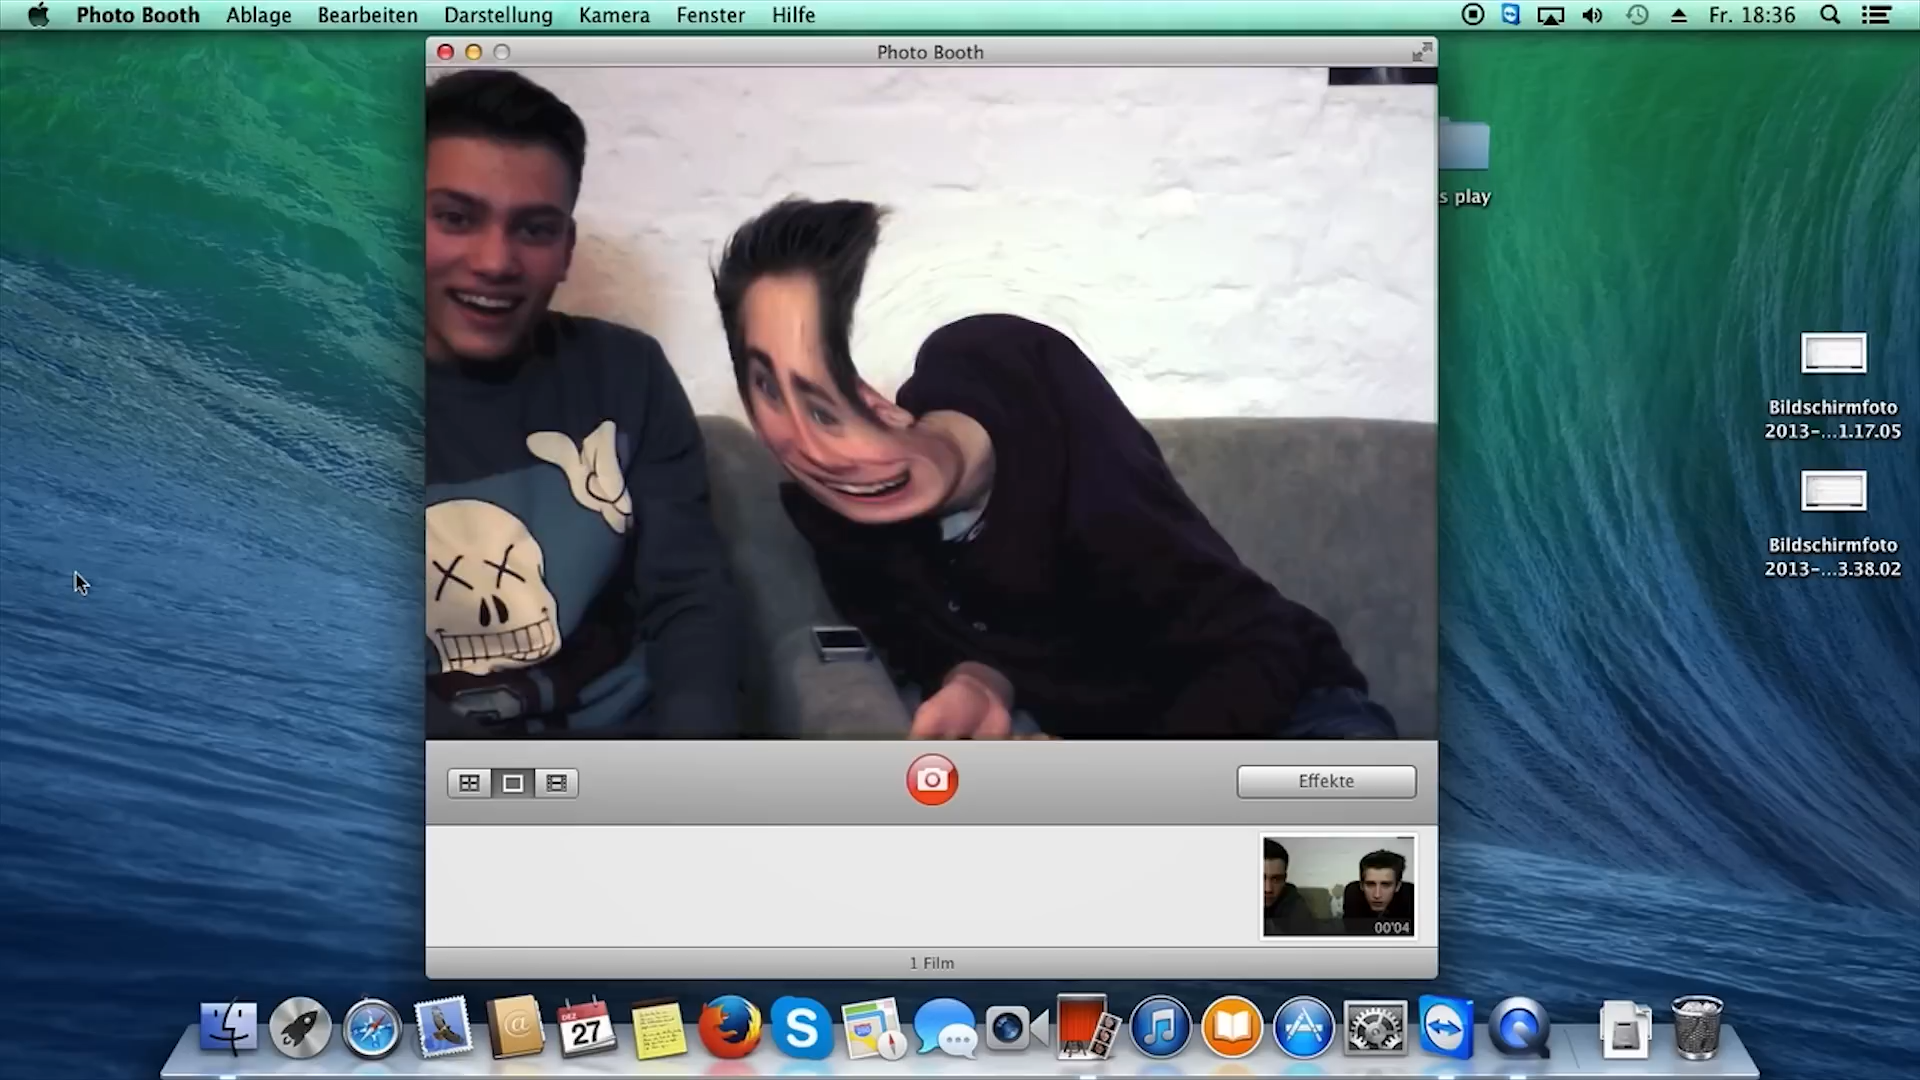 Photo Booth Ablage Bearbeiten Darstellung Kamera Fenster Hilfe Fr. 18:36
Photo Booth
s play
Bildschirmfoto
2013-...1.17.05
Bildschirmfoto
2013-...3.38.02
Effekte
00'04
1 Film
DEZ
27